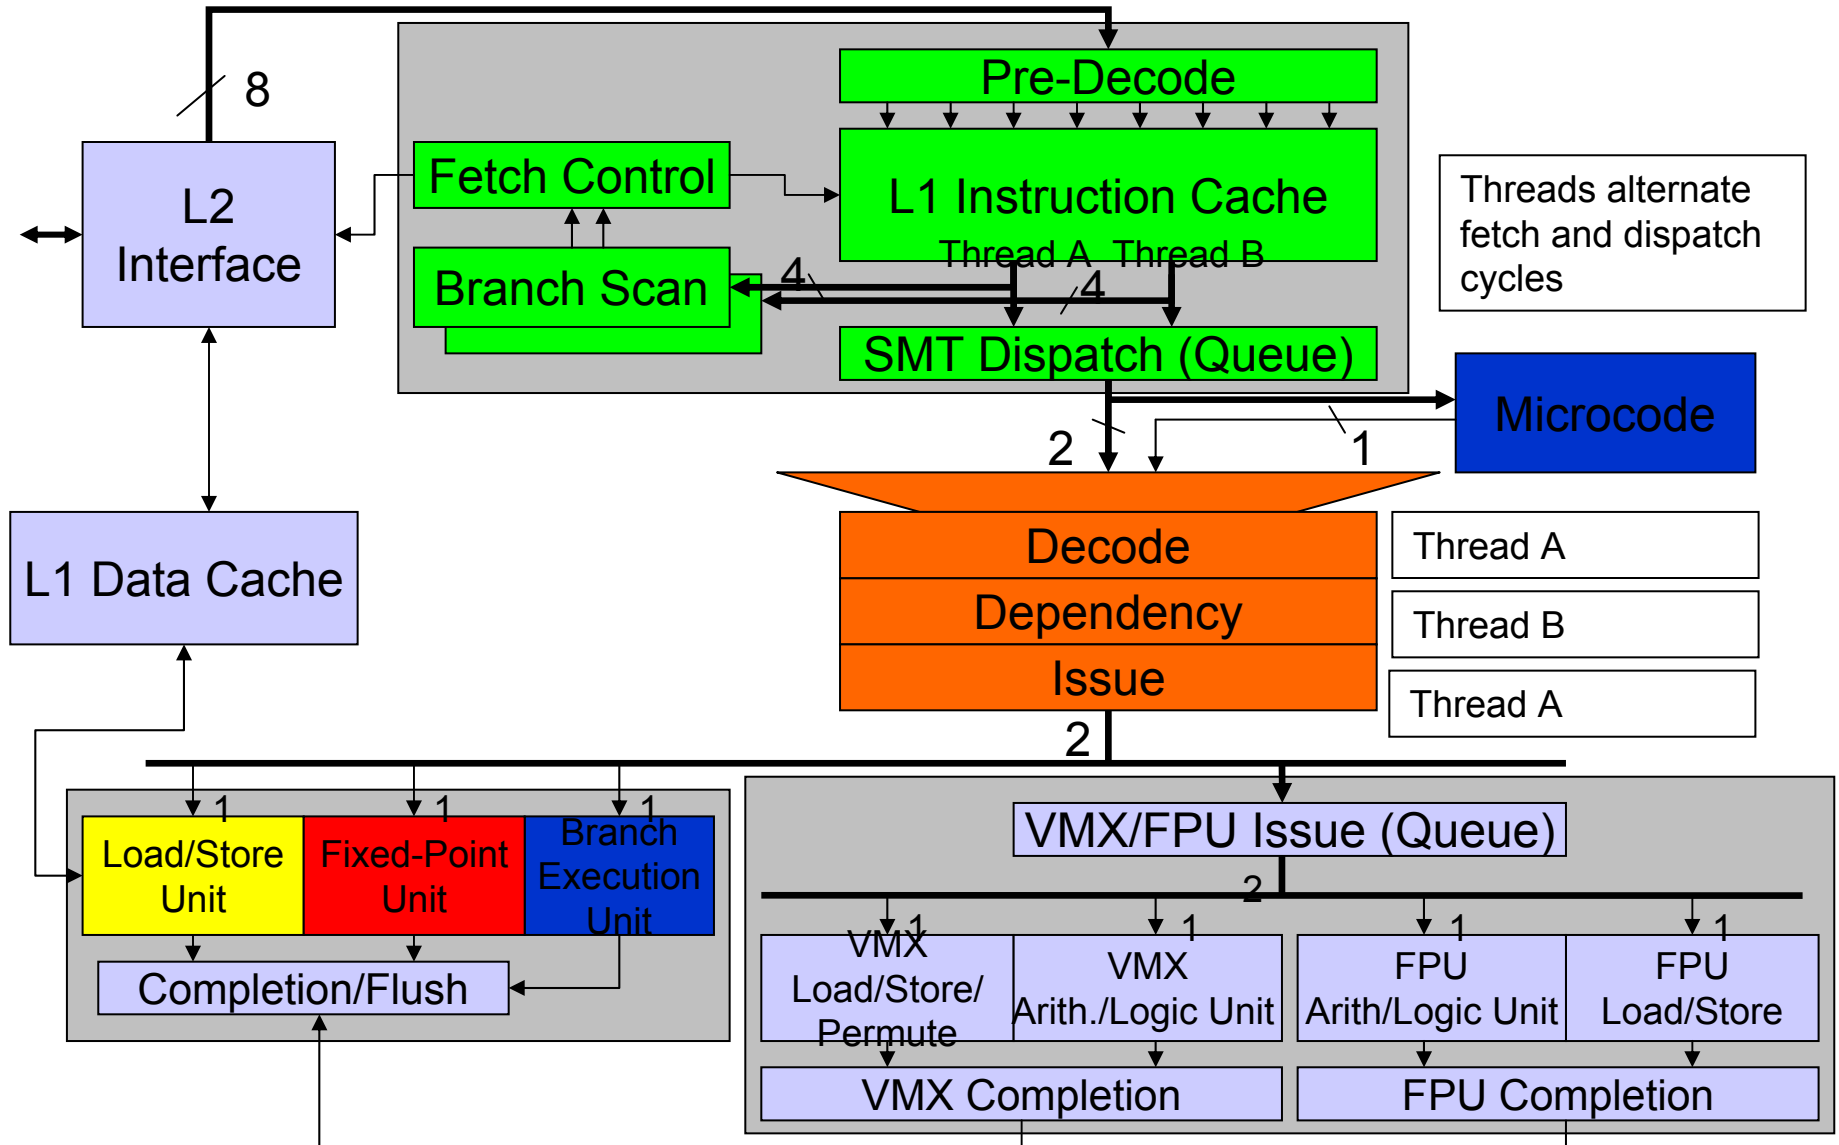 8
Pre-Decode
Fetch Control
L1 Instruction Cache
Thread A
Thread B
L2
Interface
Threads alternate
fetch and dispatch
cycles
Branch Scan
4
4
SMT Dispatch (Queue)
Microcode
2
1
L1 Data Cache
Decode
Thread A
Dependency
Thread B
Issue
Thread A
2
1
1
1
Load/Store
Unit
Fixed-Point
Unit
Branch
Execution
Unit
Completion/Flush
VMX/FPU Issue (Queue)
2
1
1
1
1
VMX
Load/Store/
Permute
VMX
Arith./Logic Unit
FPU
Arith/Logic Unit
FPU
Load/Store
VMX Completion
FPU Completion